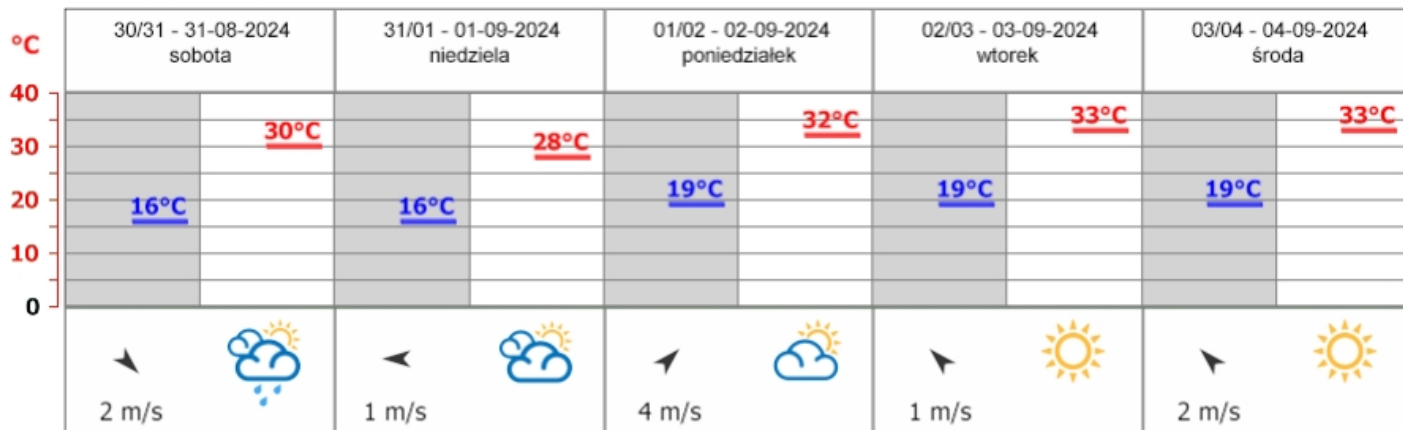 °C
30/31 - 31-08-2024
sobota
31/01 - 01-09-2024
niedziela
01/02 - 02-09-2024
poniedziałek
02/03 - 03-09-2024
wtorek
03/04 - 04-09-2024
środa
40
30
20
10
0
16°C
30°C
16°C
28°C
19°C
32°C
19°C
33°C
19°C
33°C
2 m/s
1 m/s
4 m/s
1 m/s
2 m/s